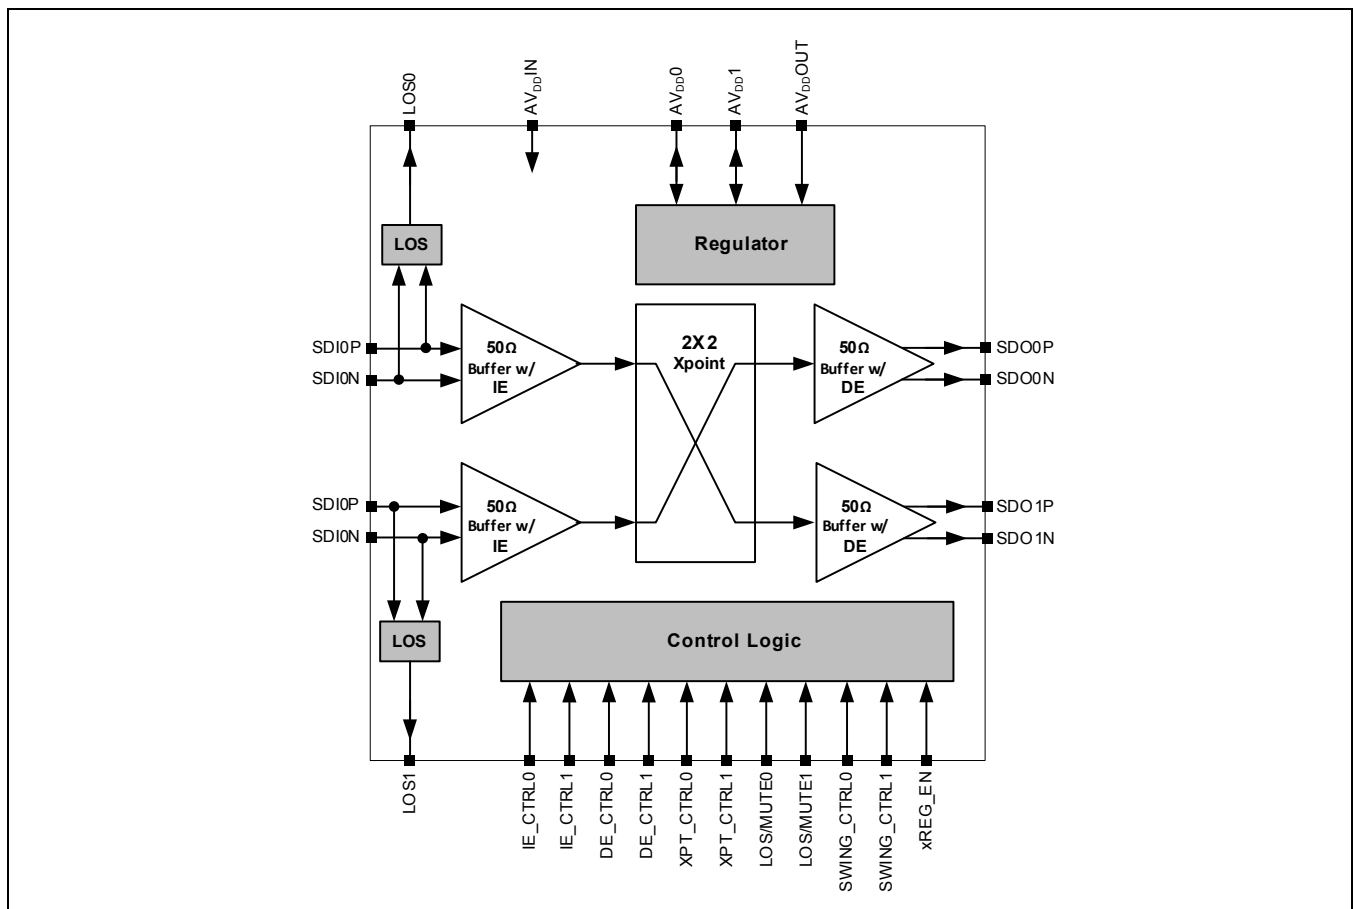 LOS0
AVDDIN
AVDD0
AVDD1
AVDDOUT
LOS
Regulator
SDI0P
SDI0N
50Ω
Buffer w/
IE
2X2
Xpoint
50Ω
Buffer w/
DE
SDO0P
SDO0N
SDI0P
SDI0N
50Ω
Buffer w/
IE
50Ω
Buffer w/
DE
SDO1P
SDO1N
LOS
Control Logic
LOS1
IE_CTRL0
IE_CTRL1
DE_CTRL0
DE_CTRL1
XPT_CTRL0
XPT_CTRL1
LOS/MUTE0
LOS/MUTE1
SWING_CTRL0
SWING_CTRL1
xREG_EN